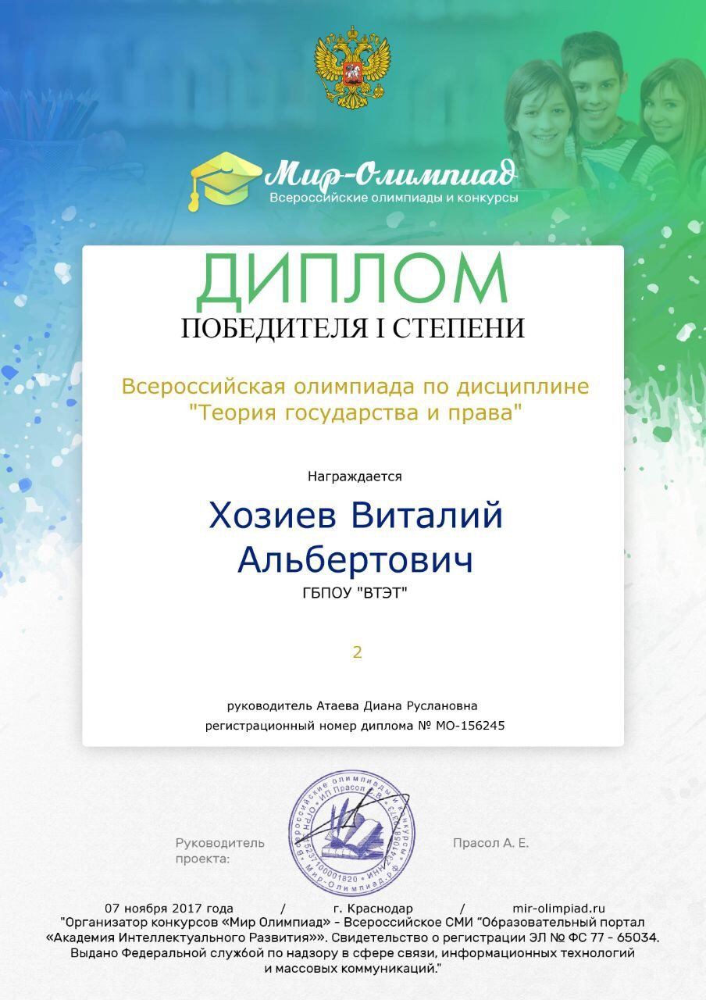 Мир-Олимпиад
Всероссийские олимпиады и конкурсы
ДИПЛОМ
ПОБЕДИТЕЛЯ I СТЕПЕНИ
Всероссийская олимпиада по дисциплине
"Теория государства и права"
Награждается
Хозиев Виталий
Альбертович
ГБПОУ "ВТЭТ"
2
руководитель Атаева Диана Руслановна
регистрационный номер диплома № МО-156245
Всероссийские олимпиады и конкурсы
Мир-Олимпиад.рф
ИП Прасол
ОГРН
ИНН
Руководитель
проекта:
Прасол А. Е.
07 ноября 2017 года / г. Краснодар / mir-olimpiad.ru
"Организатор конкурсов «Мир Олимпиад» - Всероссийское СМИ “Образовательный портал
«Академия Интеллектуального Развития»». Свидетельство о регистрации ЭЛ № ФС 77 - 65034.
Выдано Федеральной службой по надзору в сфере связи, информационных технологий
и массовых коммуникаций."